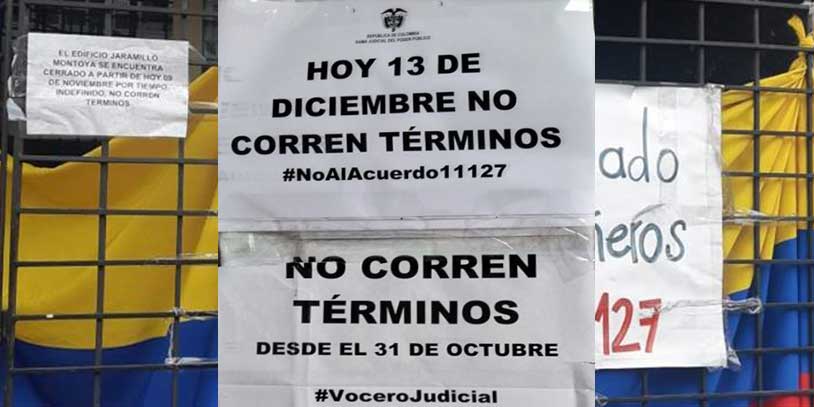 EL EDIFICIO JARAMILLO
MONTOYA SE ENCUENTRA
CERRADO A PARTIR DE HOY 09
DE NOVIEMBRE POR TIEMPO
INDEFINIDO, NO CORREN
TERMINOS
REPÚBLICA DE COLOMBIA
RAMA JUDICIAL DEL PODER PÚBLICO
HOY 13 DE
DICIEMBRE NO
CORREN TÉRMINOS
#NoAlAcuerdo11127
NO CORREN
TÉRMINOS
DESDE EL 31 DE OCTUBRE
#VoceroJudicial
ado
ñeros
127